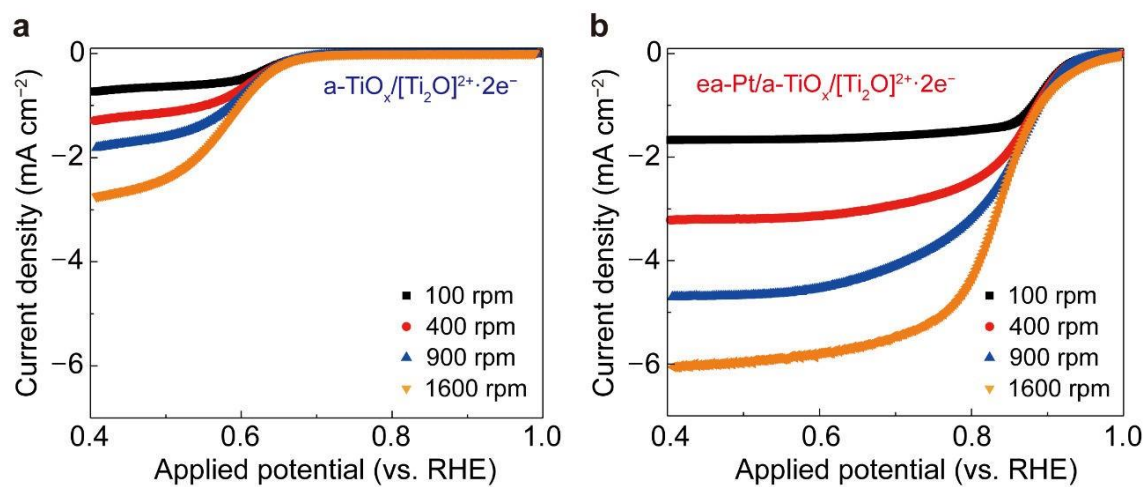 a
0
−2
−4
−6
Current density (mA cm⁻²)
a-TiOₓ/[Ti₂O]²⁺·2e⁻
100 rpm
400 rpm
900 rpm
1600 rpm
0.4 0.6 0.8 1.0
Applied potential (vs. RHE)
b
0
−2
−4
−6
Current density (mA cm⁻²)
ea-Pt/a-TiOₓ/[Ti₂O]²⁺·2e⁻
100 rpm
400 rpm
900 rpm
1600 rpm
0.4 0.6 0.8 1.0
Applied potential (vs. RHE)